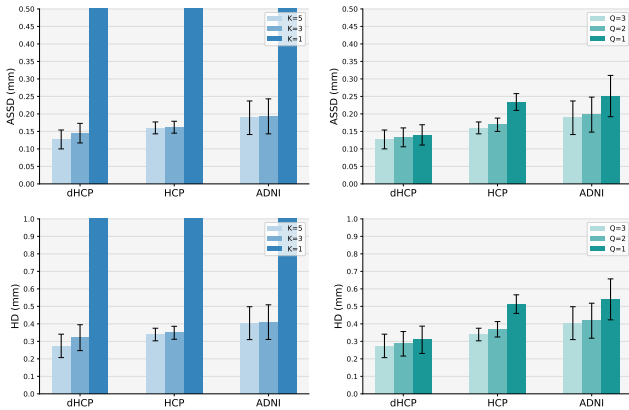 0.50
0.45
0.40
0.35
0.30
0.25
0.20
0.15
0.10
0.05
0.00
ASSD (mm)
dHCP HCP ADNI
K=5
K=3
K=1
0.50
0.45
0.40
0.35
0.30
0.25
0.20
0.15
0.10
0.05
0.00
ASSD (mm)
dHCP HCP ADNI
Q=3
Q=2
Q=1
1.0
0.9
0.8
0.7
0.6
0.5
0.4
0.3
0.2
0.1
0.0
HD (mm)
dHCP HCP ADNI
K=5
K=3
K=1
1.0
0.9
0.8
0.7
0.6
0.5
0.4
0.3
0.2
0.1
0.0
HD (mm)
dHCP HCP ADNI
Q=3
Q=2
Q=1